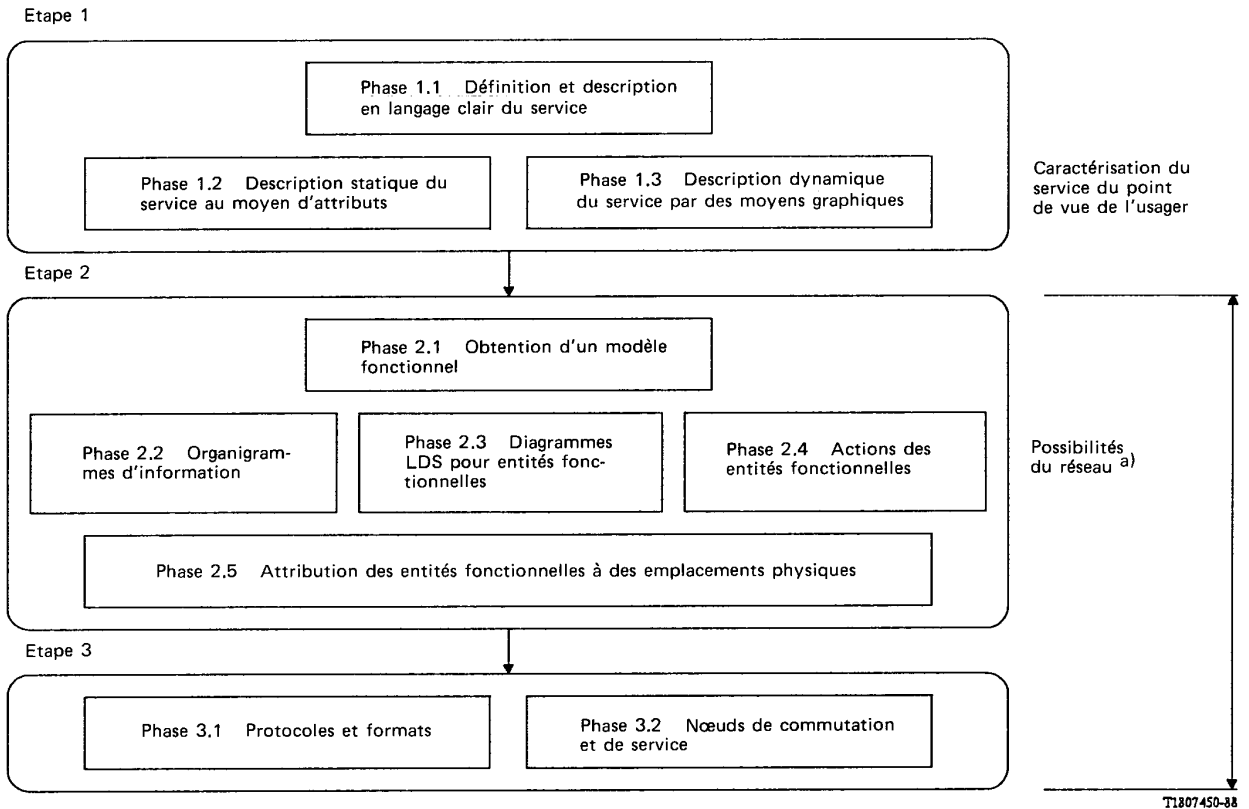 Etape 1
Phase 1.1 Définition et description
en langage clair du service
Phase 1.2 Description statique du
service au moyen d'attributs
Phase 1.3 Description dynamique
du service par des moyens graphiques
Caractérisation du
service du point
de vue de l'usager
Etape 2
Phase 2.1 Obtention d'un modèle
fonctionnel
Phase 2.2 Organigram-
mes d'information
Phase 2.3 Diagrammes
LDS pour entités fonc-
tionnelles
Phase 2.4 Actions des
entités fonctionnelles
Possibilités
du réseau a)
Phase 2.5 Attribution des entités fonctionnelles à des emplacements physiques
Etape 3
Phase 3.1 Protocoles et formats
Phase 3.2 Nœuds de commutation
et de service
T1807450-88